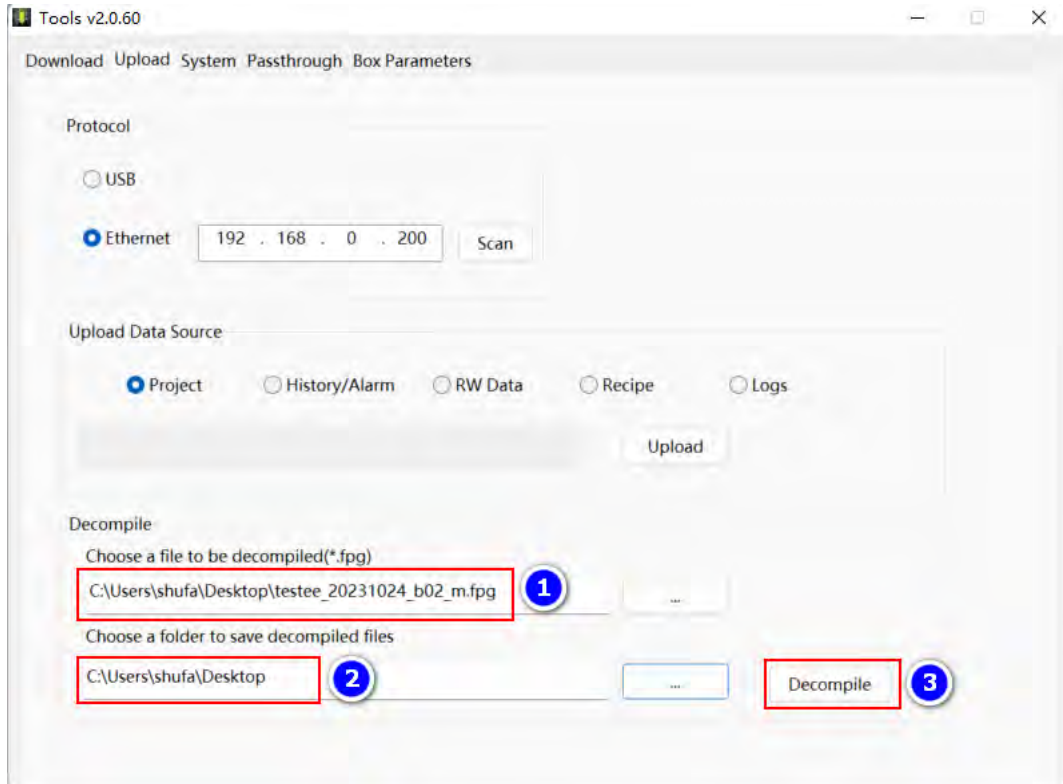 Tools v2.0.60
Download Upload System Passthrough Box Parameters
Protocol
USB
Ethernet 192 . 168 . 0 . 200 Scan
Upload Data Source
Project History/Alarm RW Data Recipe Logs
Upload
Decompile
Choose a file to be decompiled(*.fpg)
C:\Users\shufa\Desktop\testee_20231024_b02_m.fpg 1 ...
Choose a folder to save decompiled files
C:\Users\shufa\Desktop 2 ... Decompile 3